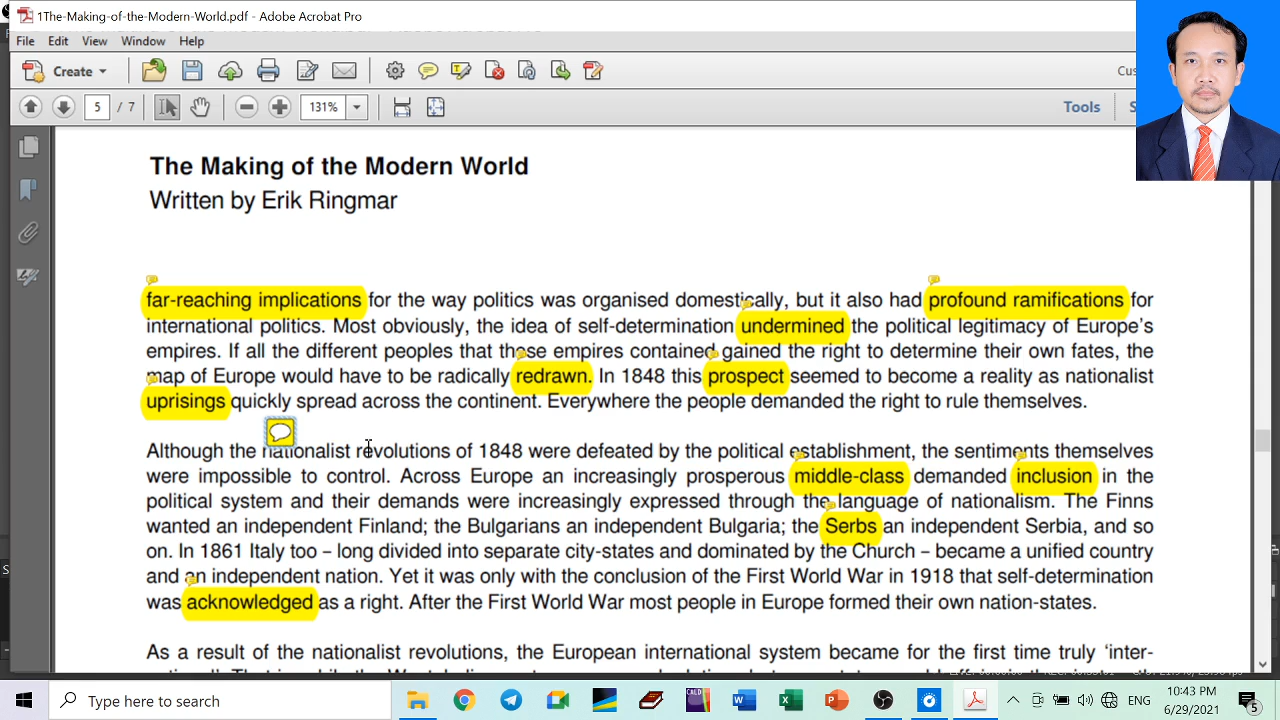 1The-Making-of-the-Modern-World.pdf - Adobe Acrobat Pro
File Edit View Window Help
Create
5 / 7 131% Tools
The Making of the Modern World
Written by Erik Ringmar
far-reaching implications for the way politics was organised domestically, but it also had profound ramifications for
international politics. Most obviously, the idea of self-determination undermined the political legitimacy of Europe's
empires. If all the different peoples that those empires contained gained the right to determine their own fates, the
map of Europe would have to be radically redrawn. In 1848 this prospect seemed to become a reality as nationalist
uprisings quickly spread across the continent. Everywhere the people demanded the right to rule themselves.
Although the nationalist revolutions of 1848 were defeated by the political establishment, the sentiments themselves
were impossible to control. Across Europe an increasingly prosperous middle-class demanded inclusion in the
political system and their demands were increasingly expressed through the language of nationalism. The Finns
wanted an independent Finland; the Bulgarians an independent Bulgaria; the Serbs an independent Serbia, and so
on. In 1861 Italy too – long divided into separate city-states and dominated by the Church – became a unified country
and an independent nation. Yet it was only with the conclusion of the First World War in 1918 that self-determination
was acknowledged as a right. After the First World War most people in Europe formed their own nation-states.
As a result of the nationalist revolutions, the European international system became for the first time truly 'inter-
Type here to search
CALD
ENG
10:43 PM
6/29/2021
5